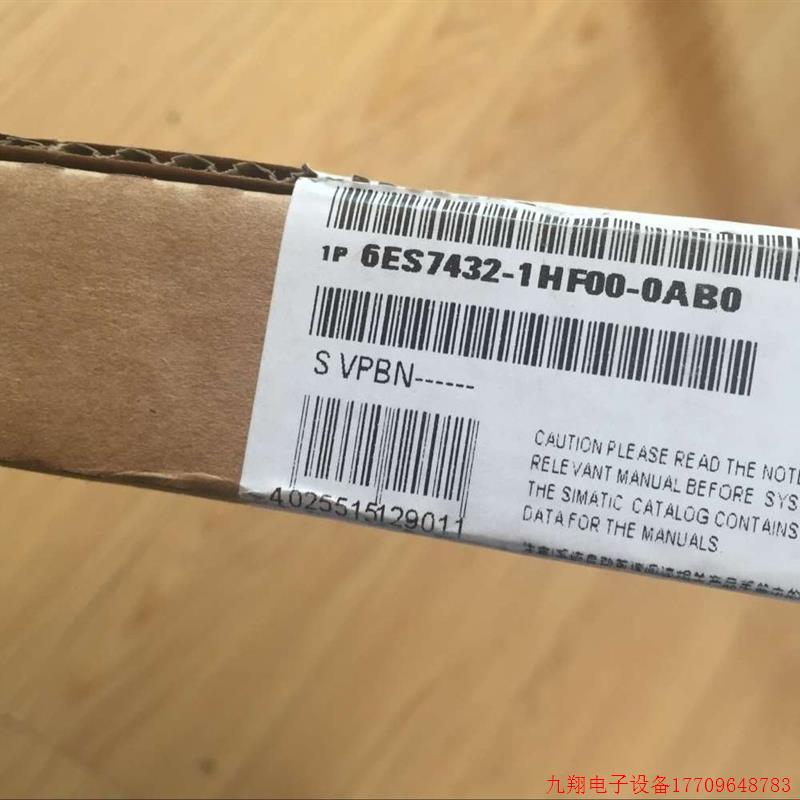 1P 6ES7432-1HF00-0AB0
S VPBN------
4025515129011
CAUTION PLEASE READ THE NOTE
RELEVANT MANUAL BEFORE SYS
THE SIMATIC CATALOG CONTAINS
DATA FOR THE MANUALS.
九翔电子设备17709648783